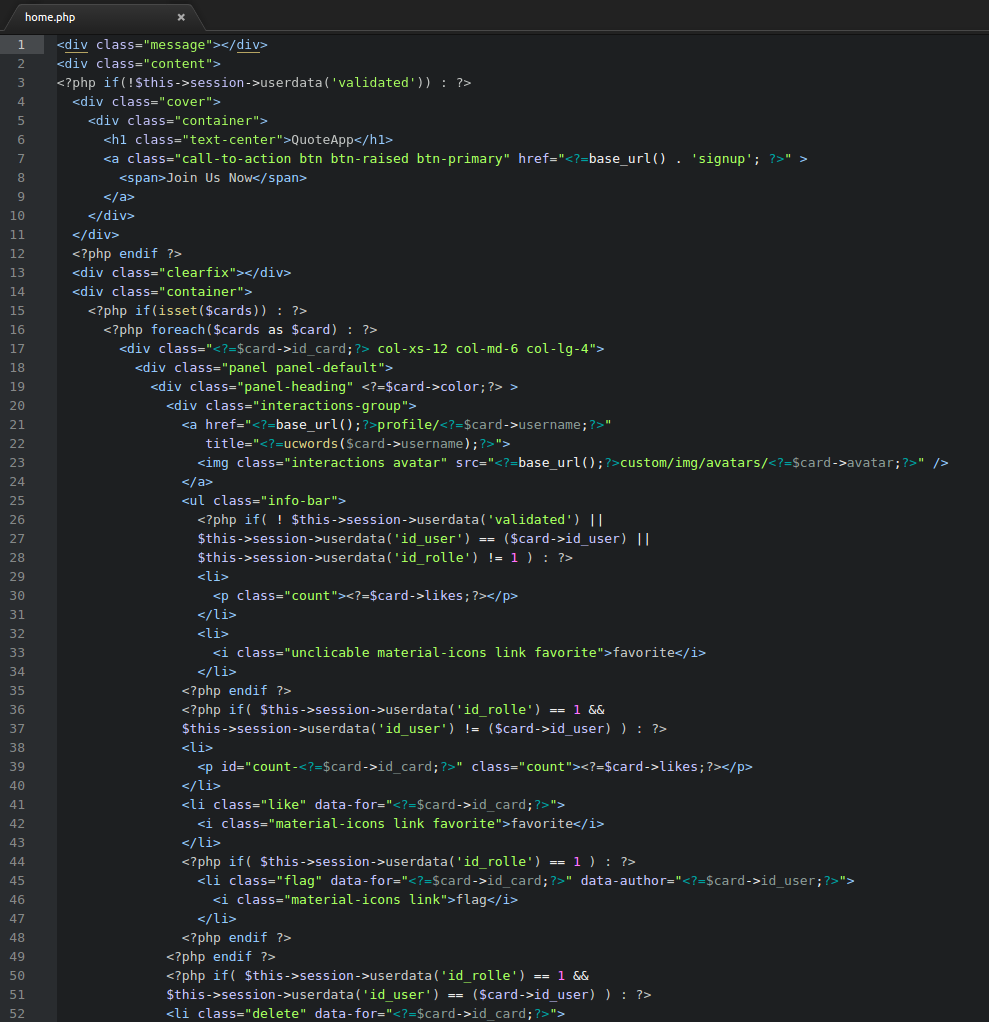 home.php ×
1 <div class="message"></div>
2 <div class="content">
3 <?php if(!$this->session->userdata('validated')) : ?>
4 <div class="cover">
5 <div class="container">
6 <h1 class="text-center">QuoteApp</h1>
7 <a class="call-to-action btn btn-raised btn-primary" href="<?=base_url() . 'signup'; ?>" >
8 <span>Join Us Now</span>
9 </a>
10 </div>
11 </div>
12 <?php endif ?>
13 <div class="clearfix"></div>
14 <div class="container">
15 <?php if(isset($cards)) : ?>
16 <?php foreach($cards as $card) : ?>
17 <div class="<?=$card->id_card;?> col-xs-12 col-md-6 col-lg-4">
18 <div class="panel panel-default">
19 <div class="panel-heading" <?=$card->color;?> >
20 <div class="interactions-group">
21 <a href="<?=base_url();?>profile/<?=$card->username;?>"
22 title="<?=ucwords($card->username);?>">
23 <img class="interactions avatar" src="<?=base_url();?>custom/img/avatars/<?=$card->avatar;?>" />
24 </a>
25 <ul class="info-bar">
26 <?php if( ! $this->session->userdata('validated') ||
27 $this->session->userdata('id_user') == ($card->id_user) ||
28 $this->session->userdata('id_rolle') != 1 ) : ?>
29 <li>
30 <p class="count"><?=$card->likes;?></p>
31 </li>
32 <li>
33 <i class="unclicable material-icons link favorite">favorite</i>
34 </li>
35 <?php endif ?>
36 <?php if( $this->session->userdata('id_rolle') == 1 &&
37 $this->session->userdata('id_user') != ($card->id_user) ) : ?>
38 <li>
39 <p id="count-<?=$card->id_card;?>" class="count"><?=$card->likes;?></p>
40 </li>
41 <li class="like" data-for="<?=$card->id_card;?>">
42 <i class="material-icons link favorite">favorite</i>
43 </li>
44 <?php if( $this->session->userdata('id_rolle') == 1 ) : ?>
45 <li class="flag" data-for="<?=$card->id_card;?>" data-author="<?=$card->id_user;?>">
46 <i class="material-icons link">flag</i>
47 </li>
48 <?php endif ?>
49 <?php endif ?>
50 <?php if( $this->session->userdata('id_rolle') == 1 &&
51 $this->session->userdata('id_user') == ($card->id_user) ) : ?>
52 <li class="delete" data-for="<?=$card->id_card;?>">